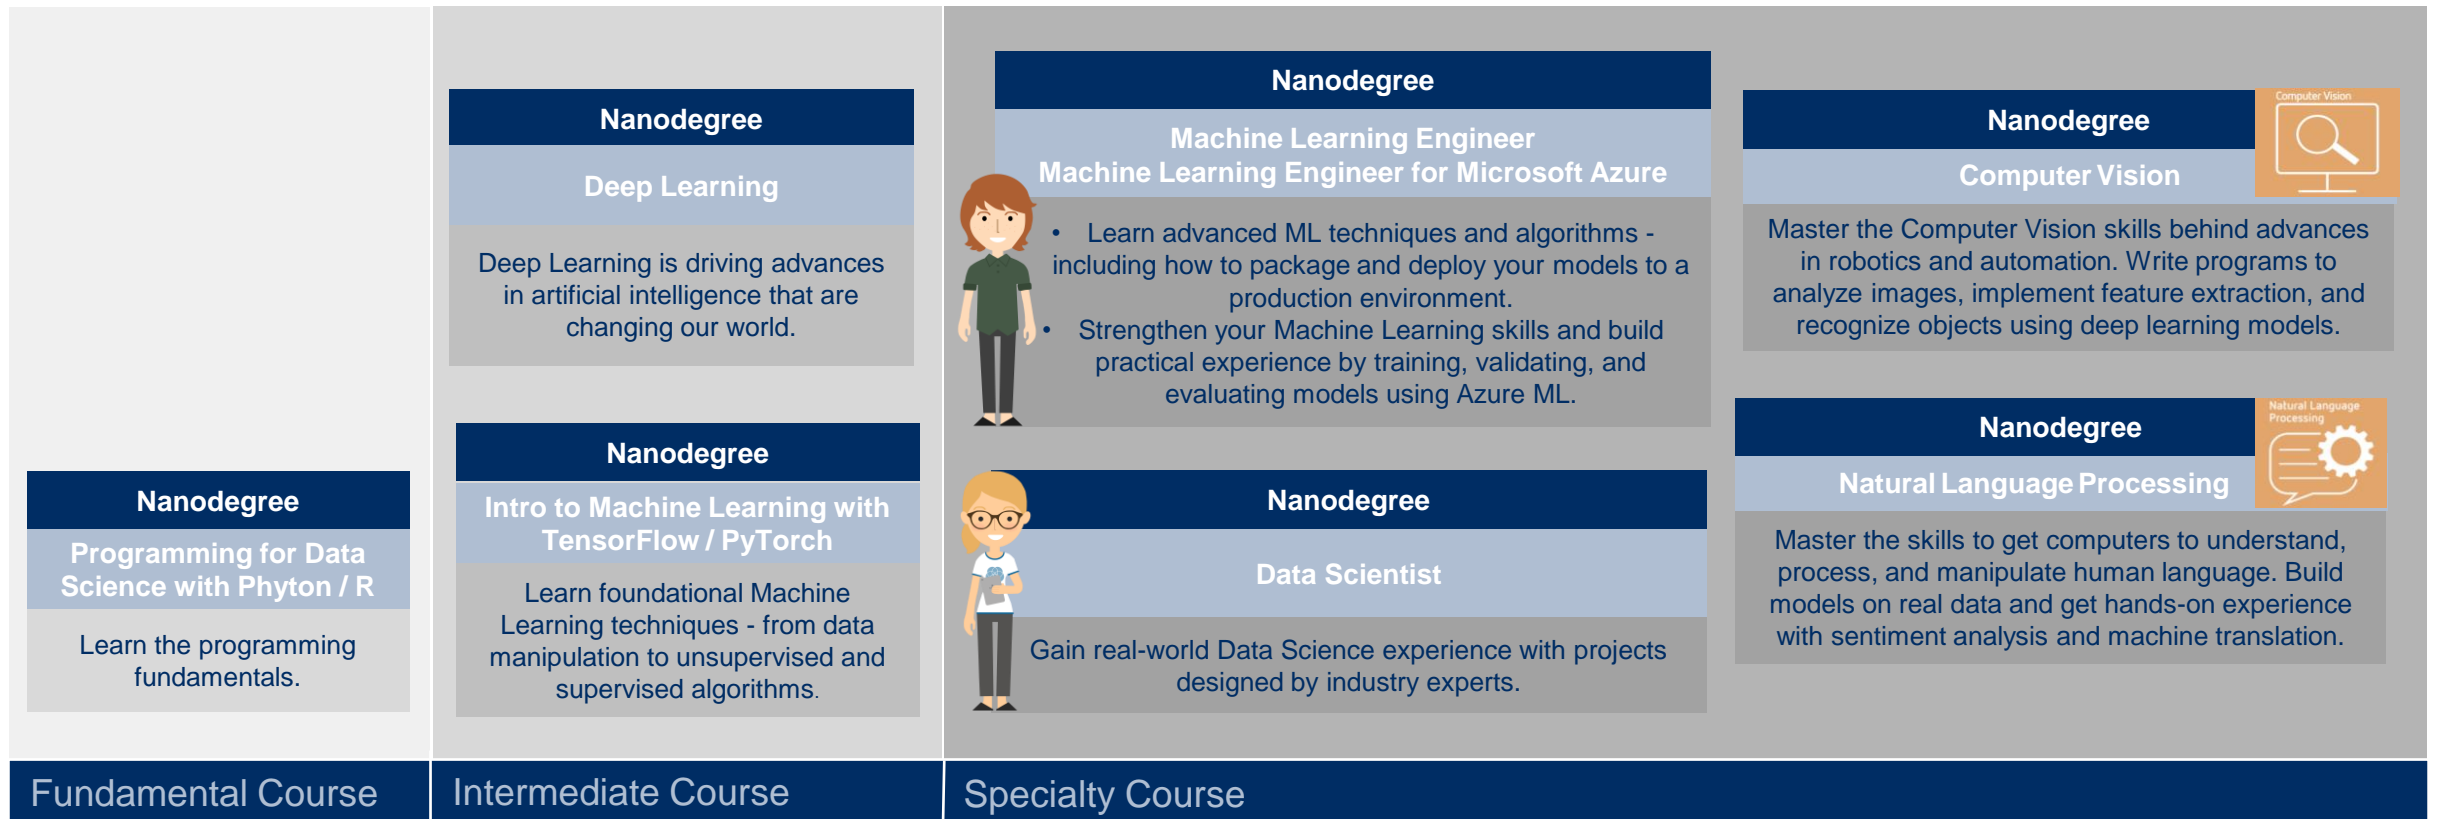 Nanodegree
Programming for Data
Science with Phyton / R
Learn the programming
fundamentals.
Fundamental Course
Nanodegree
Deep Learning
Deep Learning is driving advances
in artificial intelligence that are
changing our world.
Nanodegree
Intro to Machine Learning with
TensorFlow / PyTorch
Learn foundational Machine
Learning techniques - from data
manipulation to unsupervised and
supervised algorithms.
Intermediate Course
Nanodegree
Machine Learning Engineer
Machine Learning Engineer for Microsoft Azure
• Learn advanced ML techniques and algorithms -
including how to package and deploy your models to a
production environment.
• Strengthen your Machine Learning skills and build
practical experience by training, validating, and
evaluating models using Azure ML.
Nanodegree
Data Scientist
Gain real-world Data Science experience with projects
designed by industry experts.
Nanodegree
Computer Vision
Computer Vision
Master the Computer Vision skills behind advances
in robotics and automation. Write programs to
analyze images, implement feature extraction, and
recognize objects using deep learning models.
Nanodegree
Natural Language
Processing
Natural Language Processing
Master the skills to get computers to understand,
process, and manipulate human language. Build
models on real data and get hands-on experience
with sentiment analysis and machine translation.
Specialty Course